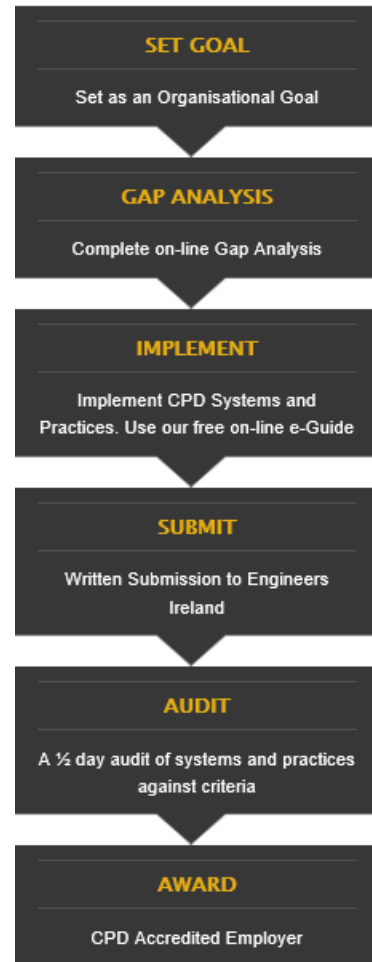 SET GOAL
Set as an Organisational Goal
GAP ANALYSIS
Complete on-line Gap Analysis
IMPLEMENT
Implement CPD Systems and
Practices. Use our free on-line e-Guide
SUBMIT
Written Submission to Engineers
Ireland
AUDIT
A ½ day audit of systems and practices
against criteria
AWARD
CPD Accredited Employer